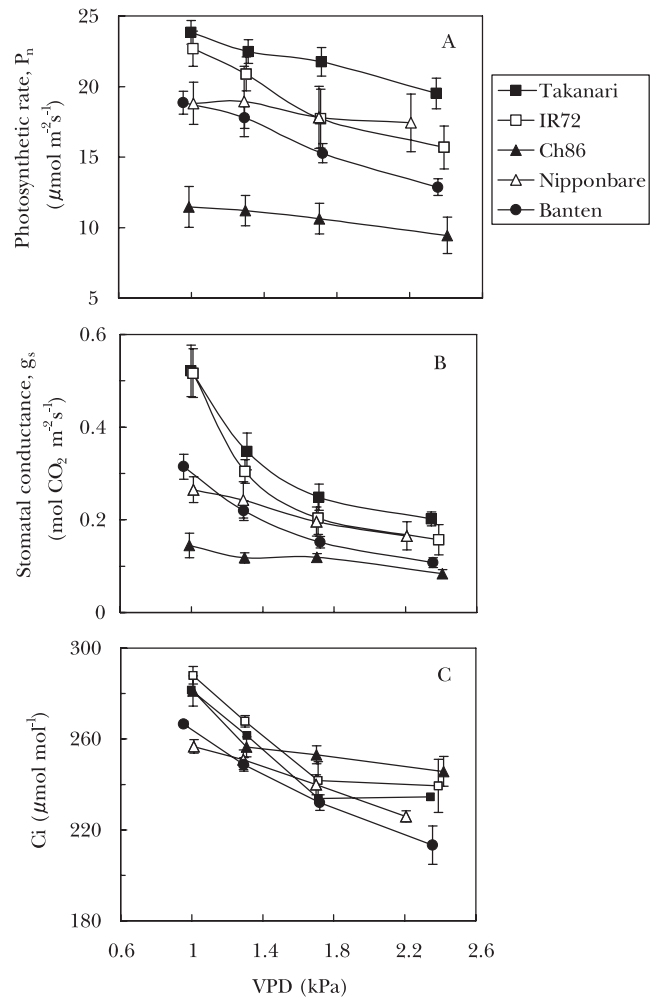 25
20
15
10
5
Photosynthetic rate, Pn
(μmol m-2s-1)
A
Takanari
IR72
Ch86
Nipponbare
Banten
0.6
0.4
0.2
0
Stomatal conductance, gs
(mol CO2 m-2s-1)
B
300
260
220
180
Ci (μmol mol-1)
C
0.6 1 1.4 1.8 2.2 2.6
VPD (kPa)